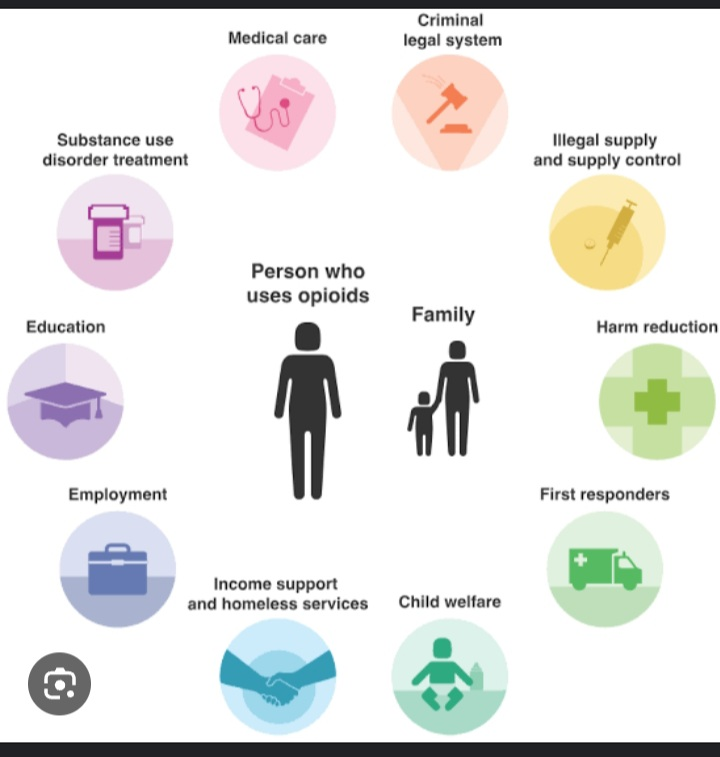 Medical care
Criminal
legal system
Substance use
disorder treatment
Illegal supply
and supply control
Person who
uses opioids
Family
Education
Harm reduction
Employment
First responders
Income support
and homeless services
Child welfare